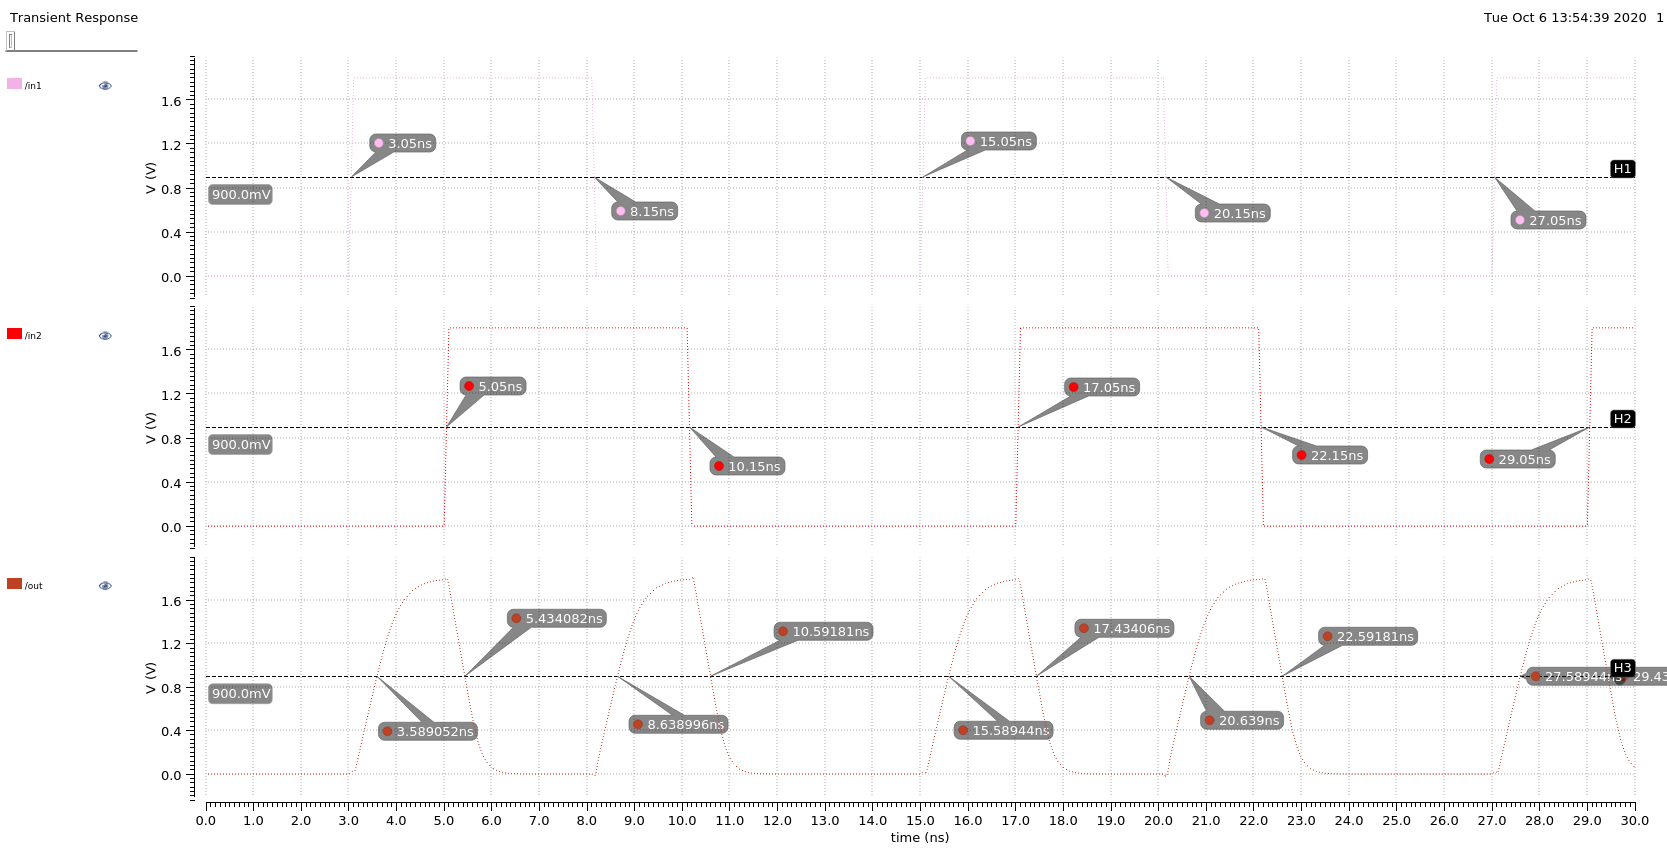 Transient Response
Tue Oct 6 13:54:39 2020 1
/in1
V (V)
1.6
1.2
0.8
0.4
0.0
3.05ns
15.05ns
H1
900.0mV
8.15ns
20.15ns
27.05ns
/in2
V (V)
1.6
1.2
0.8
0.4
0.0
5.05ns
17.05ns
H2
900.0mV
10.15ns
22.15ns
29.05ns
/out
V (V)
1.6
1.2
0.8
0.4
0.0
5.434082ns
10.59181ns
17.43406ns
22.59181ns
H3
27.58944ns
29.43
900.0mV
3.589052ns
8.638996ns
15.58944ns
20.639ns
0.0 1.0 2.0 3.0 4.0 5.0 6.0 7.0 8.0 9.0 10.0 11.0 12.0 13.0 14.0 15.0 16.0 17.0 18.0 19.0 20.0 21.0 22.0 23.0 24.0 25.0 26.0 27.0 28.0 29.0 30.0
time (ns)